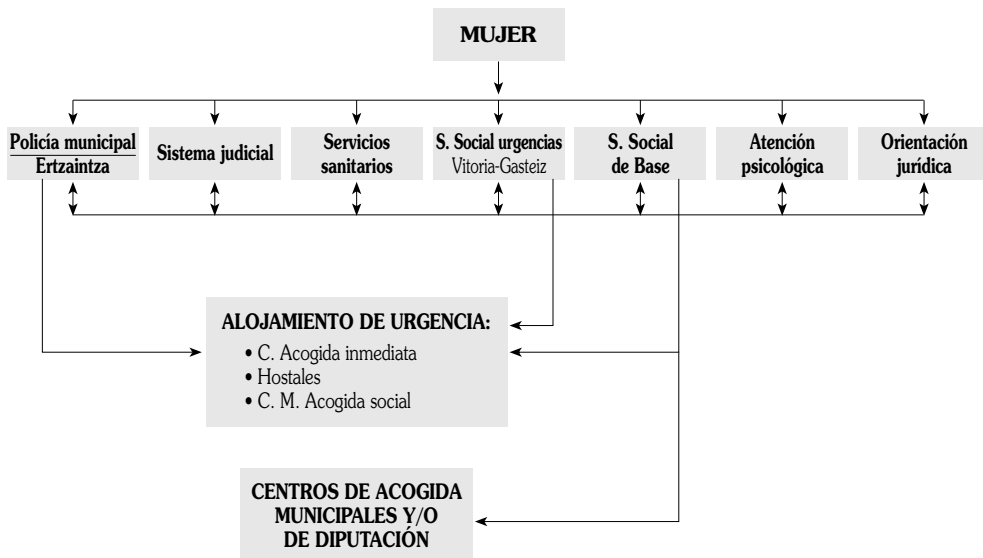 MUJER
Policía municipal
Ertzaintza
Sistema judicial
Servicios
sanitarios
S. Social urgencias
Vitoria-Gasteiz
S. Social
de Base
Atención
psicológica
Orientación
jurídica
ALOJAMIENTO DE URGENCIA:
• C. Acogida inmediata
• Hostales
• C. M. Acogida social
CENTROS DE ACOGIDA
MUNICIPALES Y/O
DE DIPUTACIÓN